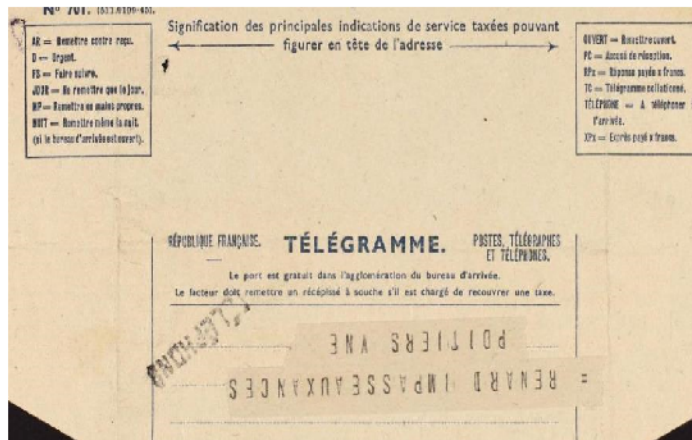 N° 701. (531.0106-45).
Signification des principales indications de service taxées pouvant
figurer en tête de l'adresse
AR = Remettre contre reçu.
D = Urgent.
FS = Faire suivre.
JOUR = Ne remettre que le jour.
MP = Remettre en mains propres.
NUIT = Remettre même la nuit.
(si le bureau d'arrivée est ouvert).
OUVERT = Remettre ouvert.
PC = Accusé de réception.
RPx = Réponse payée x francs.
TC = Télégramme collationné.
TÉLÉPHONE = A téléphoner
l'arrivée.
XPx = Exprès payé x francs.
RÉPUBLIQUE FRANÇAISE.
TÉLÉGRAMME.
POSTES, TÉLÉGRAPHES
ET TÉLÉPHONES.
Le port est gratuit dans l'agglomération du bureau d'arrivée.
Le facteur doit remettre un récépissé à souche s'il est chargé de recouvrer une taxe.
= RENARD IMPASSEAUXANCES
POITIERS VNE